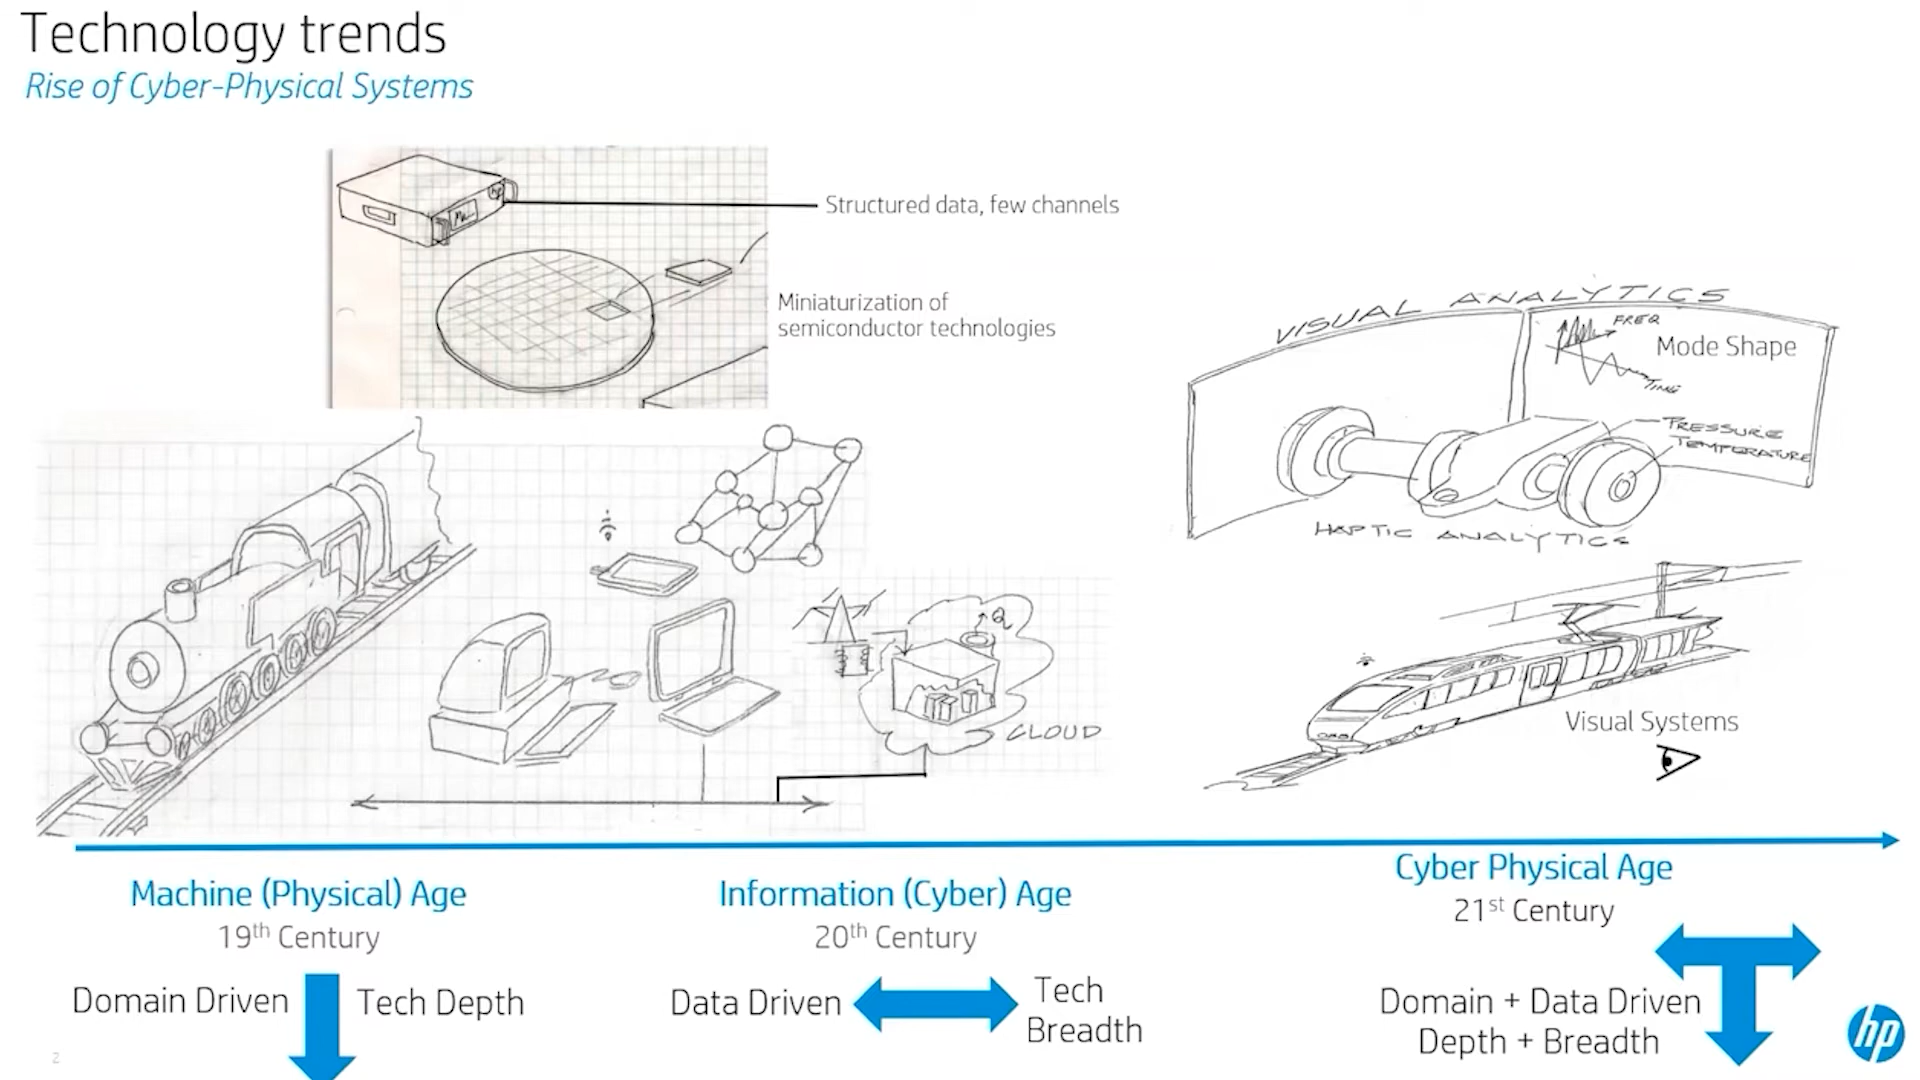 Technology trends
Rise of Cyber-Physical Systems
hp
Structured data, few channels
Miniaturization of
semiconductor technologies
VISUAL ANALYTICS
FREQ
Mode Shape
TIME
PRESSURE
TEMPERATURE
HAPTIC ANALYTICS
Q
CLOUD
Visual Systems
Machine (Physical) Age
19th Century
Domain Driven
Tech Depth
Information (Cyber) Age
20th Century
Data Driven
Tech
Breadth
Cyber Physical Age
21st Century
Domain + Data Driven
Depth + Breadth
2
hp